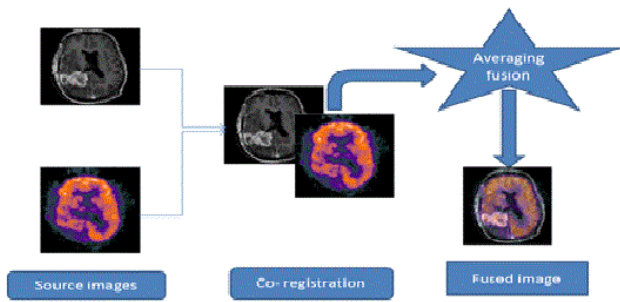 Averaging
fusion
Source images
Co- registration
Fused image